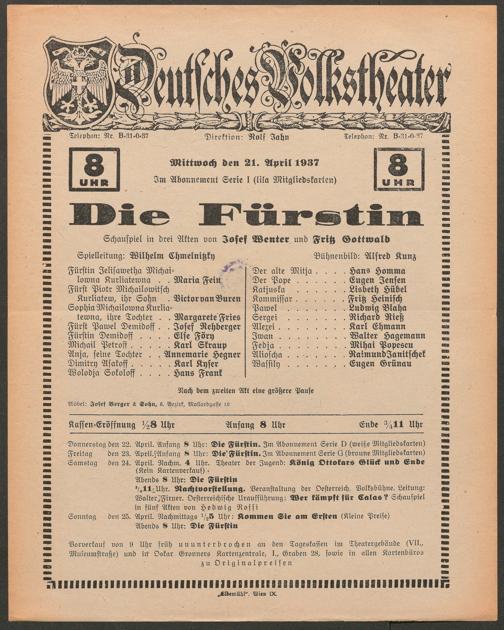 Deutsches Volkstheater
Telephon: Nr. B-31-0-37 Direktion: Rolf Jahn Telephon: Nr. B-31-0-37
8 UHR
Mittwoch den 21. April 1937
8 UHR
Im Abonnement Serie I (lila Mitgliedskarten)
Die Fürstin
Schauspiel in drei Akten von Josef Wenter und Fritz Gottwald
Spielleitung: Wilhelm Chmelnitzky Bühnenbild: Alfred Kunz
Fürstin Jelisawetha Michai-
lowna Kurliatewna . . Maria Fein
Fürst Piotr Michailowitsch
Kurliatew, ihr Sohn . Victor van Buren
Sophia Michailowna Kurlia-
tewna, ihre Tochter . . Margarete Fries
Fürst Pawel Demidoff . . Josef Rehberger
Fürstin Demidoff . . . Else Föry
Michail Petroff . . . . Karl Skraup
Anja, seine Tochter . . Annemarie Hegner
Dimitry Asakoff . . . . Karl Kyser
Wolodja Sokoloff . . . Hans Frank
Der alte Mitja . . . . Hans Homma
Der Pope . . . . . Eugen Jensen
Katjuska . . . . . Lisbeth Hübel
Kommissar . . . . . Fritz Heinisch
Pawel . . . . . . Ludwig Blaha
Sergei . . . . . . Richard Rieß
Alexei . . . . . . Karl Ehmann
Iwan . . . . . . Walter Hagemann
Fedja . . . . . . Mihai Popescu
Alioscha . . . . . Raimund Janitschek
Wassily . . . . . . Eugen Grünau
Nach dem zweiten Akt eine größere Pause
Möbel: Josef Berger & Sohn, 6. Bezirk, Mollardgasse 10
Kassen-Eröffnung ½8 Uhr Anfang 8 Uhr Ende ¾11 Uhr
Donnerstag den 22. April. Anfang 8 Uhr: Die Fürstin. Im Abonnement Serie D (weiße Mitgliedskarten)
Freitag den 23. April. Anfang 8 Uhr: Die Fürstin. Im Abonnement Serie G (braune Mitgliedskarten)
Samstag den 24. April. Nachm. 4 Uhr. Theater der Jugend: König Ottokars Glück und Ende
(Kein Kartenverkauf).
Abends 8 Uhr: Die Fürstin
¾11 Uhr. Nachtvorstellung. Veranstaltung der Oesterreich. Volksbühne. Leitung:
Walter Firner. Oesterreichische Uraufführung: Wer kämpft für Calas? Schauspiel
in fünf Akten von Hedwig Rossi
Sonntag den 25. April. Nachmittags ½5 Uhr: Kommen Sie am Ersten (Kleine Preise)
Abends 8 Uhr: Die Fürstin
Vorverkauf von 9 Uhr früh ununterbrochen an den Tageskassen im Theatergebäude (VII.,
Museumstraße) und in Oskar Gronners Kartenzentrale, I., Graben 28, sowie in allen Kartenbüros
zu Originalpreisen
„Elbemühl“, Wien IX.